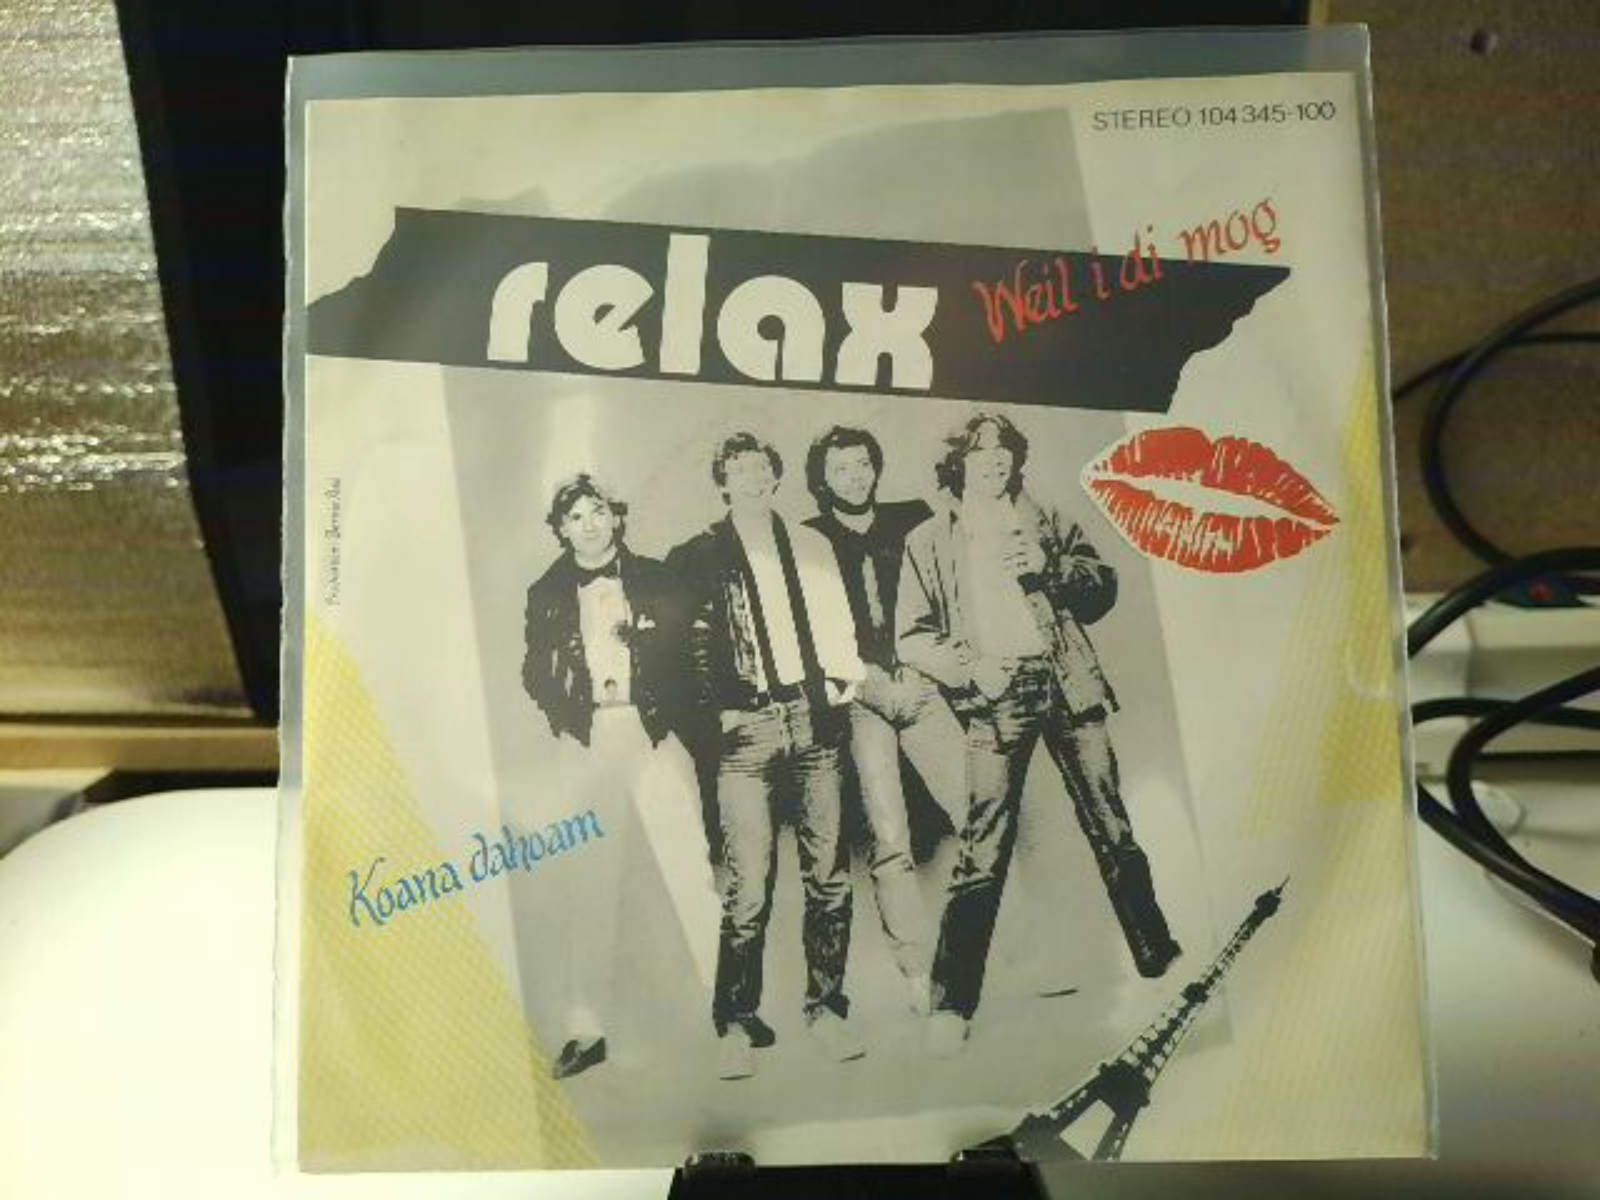 STEREO 104 345-100
relax
Weil i di mog
Koana dahoam